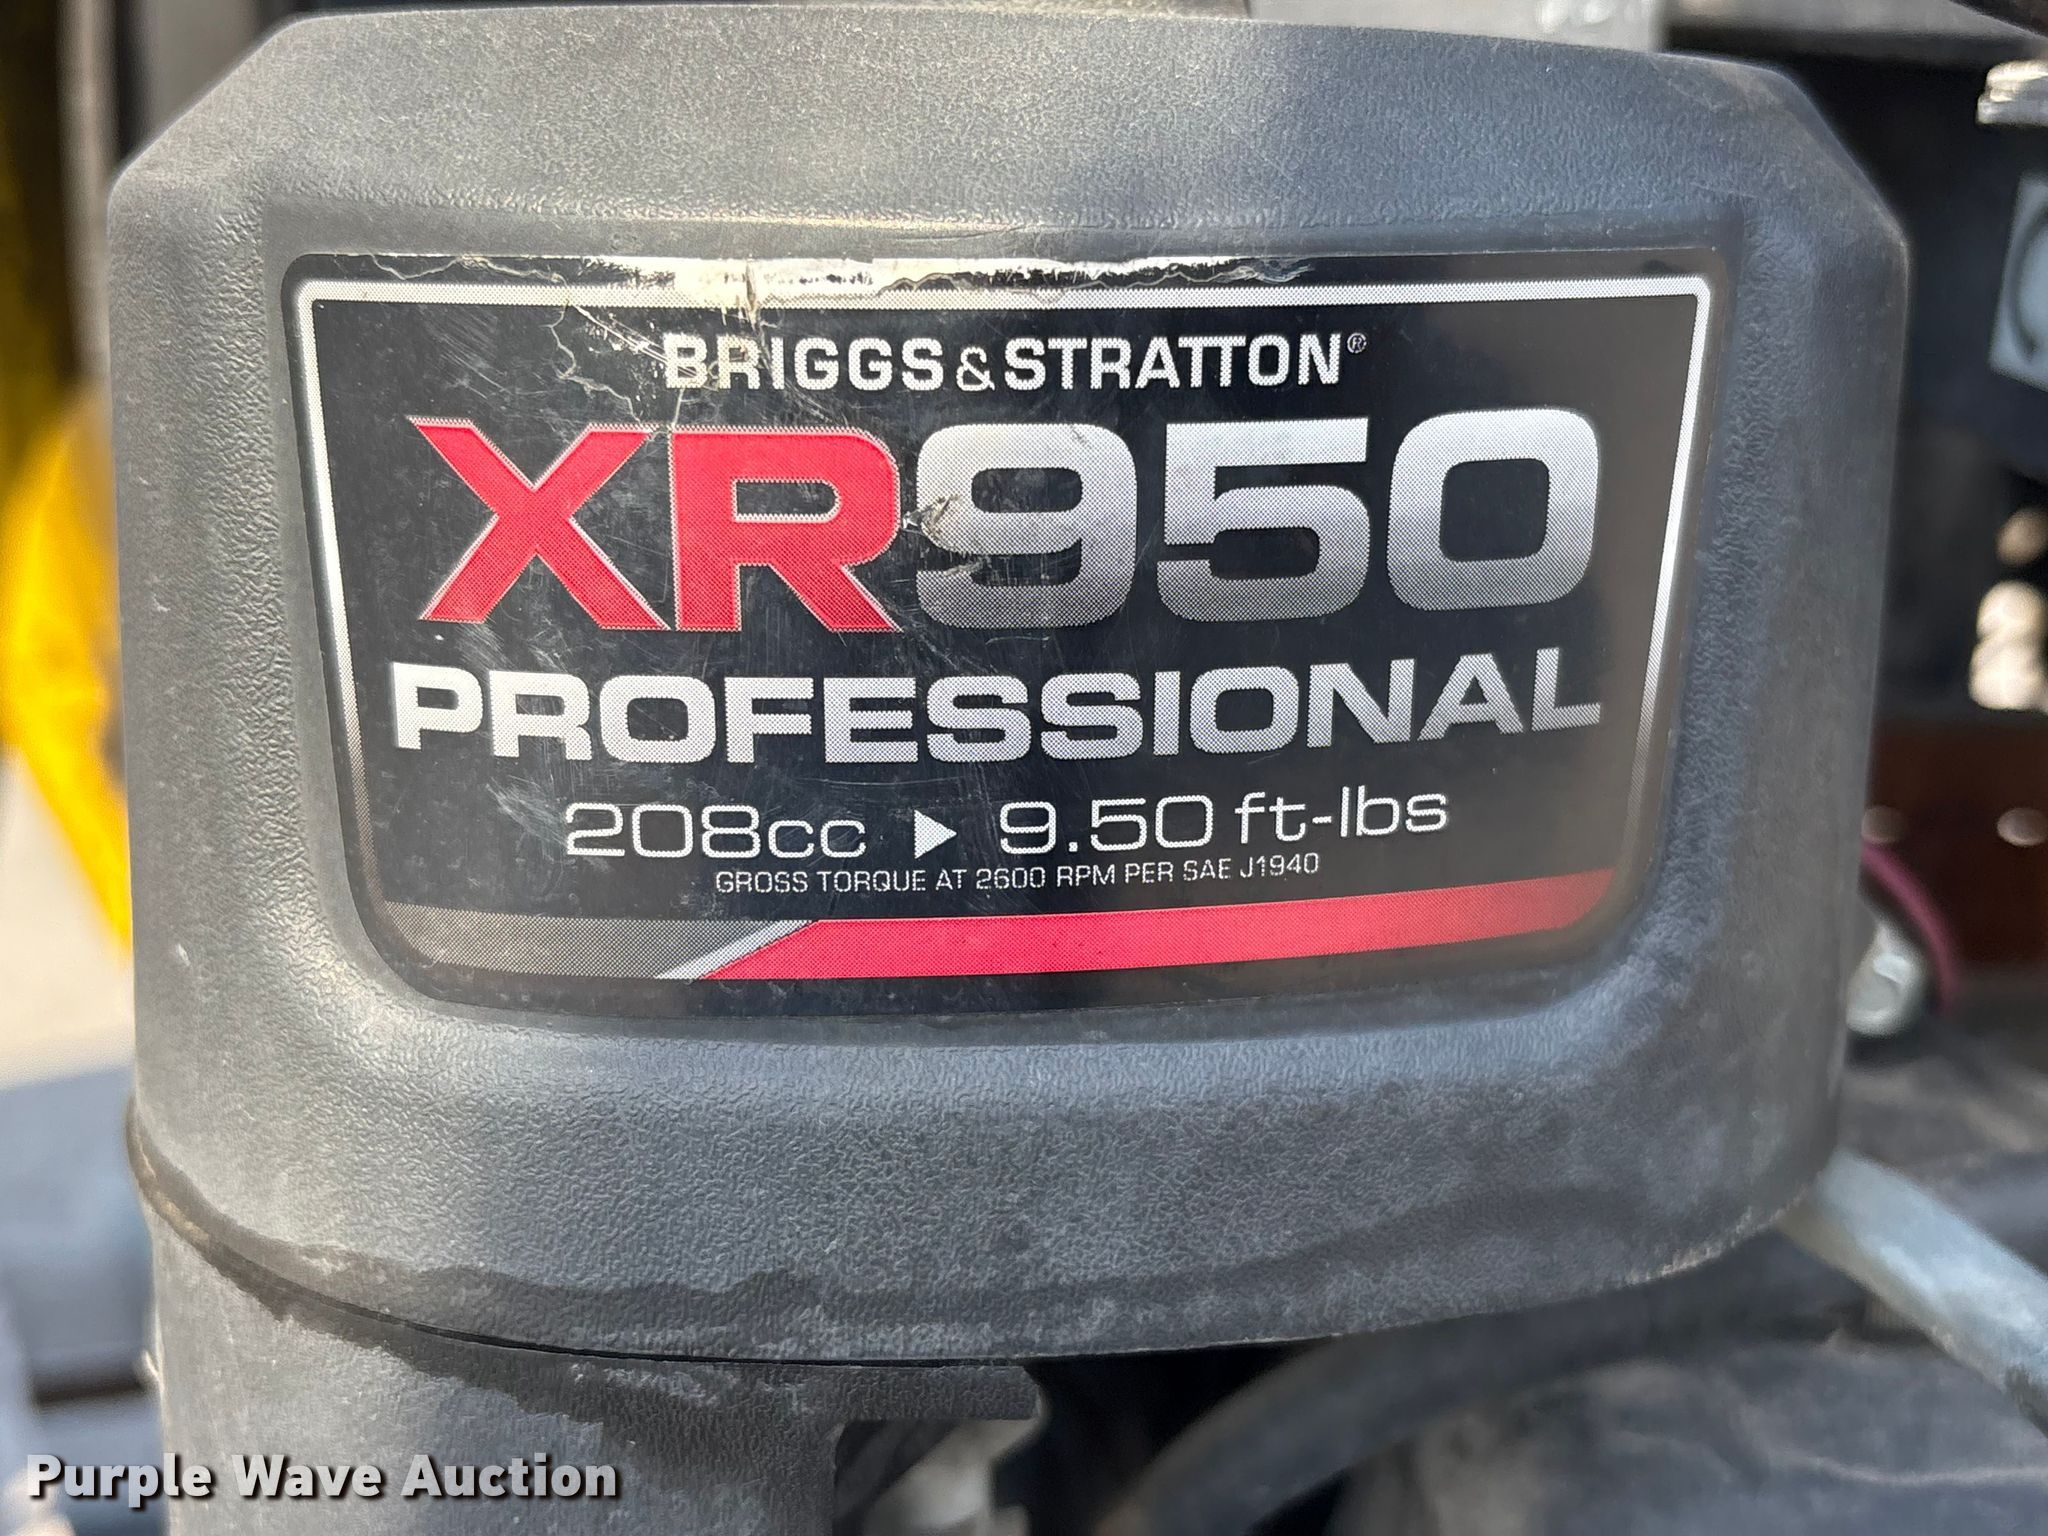 BRIGGS&STRATTON®
XR950
PROFESSIONAL
208cc ▶ 9.50 ft-lbs
GROSS TORQUE AT 2600 RPM PER SAE J1940
Purple Wave Auction